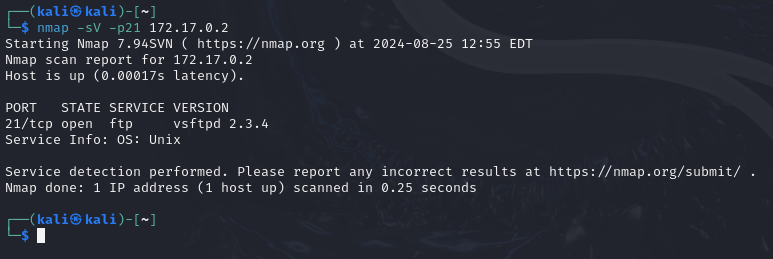 ┌──(kali㉿kali)-[~]
└─$ nmap -sV -p21 172.17.0.2
Starting Nmap 7.94SVN ( https://nmap.org ) at 2024-08-25 12:55 EDT
Nmap scan report for 172.17.0.2
Host is up (0.00017s latency).

PORT   STATE SERVICE VERSION
21/tcp open  ftp     vsftpd 2.3.4
Service Info: OS: Unix

Service detection performed. Please report any incorrect results at https://nmap.org/submit/ .
Nmap done: 1 IP address (1 host up) scanned in 0.25 seconds

┌──(kali㉿kali)-[~]
└─$